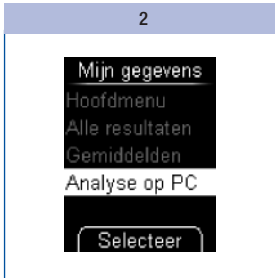 2
Mijn gegevens
Hoofdmenu
Alle resultaten
Gemiddelden
Analyse op PC
Selecteer